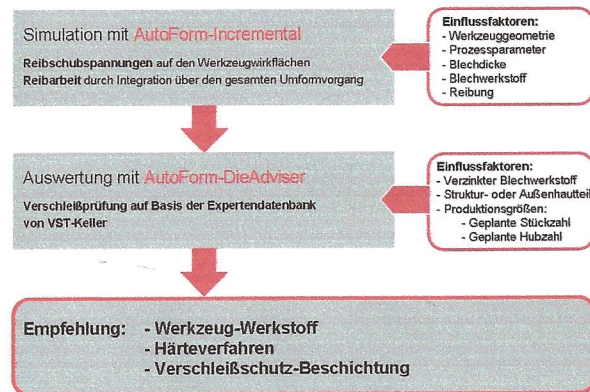 Simulation mit AutoForm-Incremental
Reibschubspannungen auf den Werkzeugwirkflächen
Reibarbeit durch Integration über den gesamten Umformvorgang
Einflussfaktoren:
- Werkzeuggeometrie
- Prozessparameter
- Blechdicke
- Blechwerkstoff
- Reibung
Auswertung mit AutoForm-DieAdviser
Verschleißprüfung auf Basis der Expertendatenbank
von VST-Keller
Einflussfaktoren:
- Verzinkter Blechwerkstoff
- Struktur- oder Außenhautteil
- Produktionsgrößen:
- Geplante Stückzahl
- Geplante Hubzahl
Empfehlung: - Werkzeug-Werkstoff
- Härteverfahren
- Verschleißschutz-Beschichtung